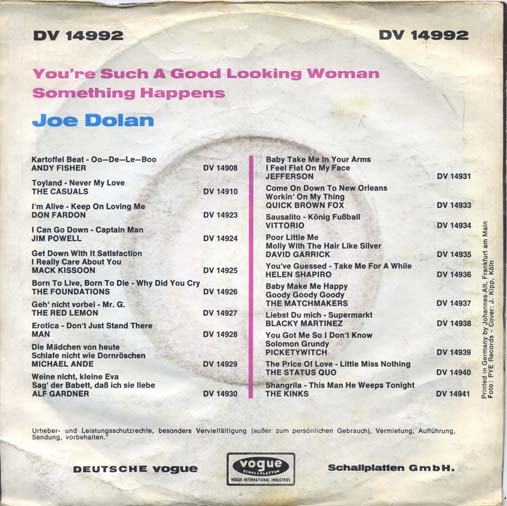 DV 14992 DV 14992
You're Such A Good Looking Woman
Something Happens
Joe Dolan
Kartoffel Beat - Oo-De-Le-Boo
ANDY FISHER DV 14908
Toyland - Never My Love
THE CASUALS DV 14910
I'm Alive - Keep On Loving Me
DON FARDON DV 14923
I Can Go Down - Captain Man
JIM POWELL DV 14924
Get Down With It Satisfaction
I Really Care About You
MACK KISSOON DV 14925
Born To Live, Born To Die - Why Did You Cry
THE FOUNDATIONS DV 14926
Geh' nicht vorbei - Mr. G.
THE RED LEMON DV 14927
Erotica - Don't Just Stand There
MAN DV 14928
Die Mädchen von heute
Schlafe nicht wie Dornröschen
MICHAEL ANDE DV 14929
Weine nicht, kleine Eva
Sag' der Babett, daß ich sie liebe
ALF GARDNER DV 14930
Baby Take Me In Your Arms
I Feel Flat On My Face
JEFFERSON DV 14931
Come On Down To New Orleans
Workin' On My Thing
QUICK BROWN FOX DV 14933
Sausalito - König Fußball
VITTORIO DV 14934
Poor Little Me
Molly With The Hair Like Silver
DAVID GARRICK DV 14935
You've Guessed - Take Me For A While
HELEN SHAPIRO DV 14936
Baby Make Me Happy
Goody Goody Goody
THE MATCHMAKERS DV 14937
Liebst Du mich - Supermarkt
BLACKY MARTINEZ DV 14938
You Got Me So I Don't Know
Solomon Grundy
PICKETYWITCH DV 14939
The Price Of Love - Little Miss Nothing
THE STATUS QUO DV 14940
Shangrila - This Man He Weeps Tonight
THE KINKS DV 14941
Printed in Germany by Johannes Alt, Frankfurt am Main
Foto: PYE Records - Cover: J. Kipp, Köln
Urheber- und Leistungsschutzrechte, besonders Vervielfältigung (außer zum persönlichen Gebrauch), Vermietung, Aufführung,
Sendung, vorbehalten."
DEUTSCHE vogue vogue Schallplatten GmbH.
SCHALLPLATTEN
VOGUE INTERNATIONAL INDUSTRIES